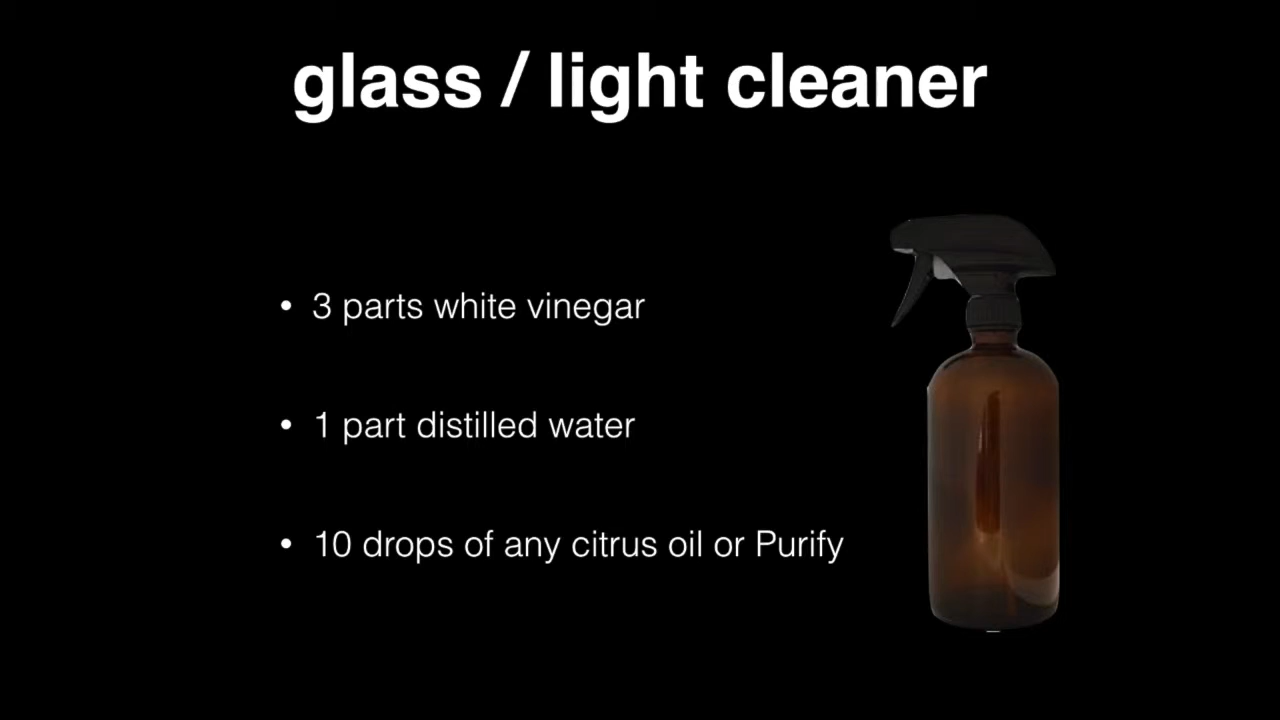 glass / light cleaner
• 3 parts white vinegar
• 1 part distilled water
• 10 drops of any citrus oil or Purify